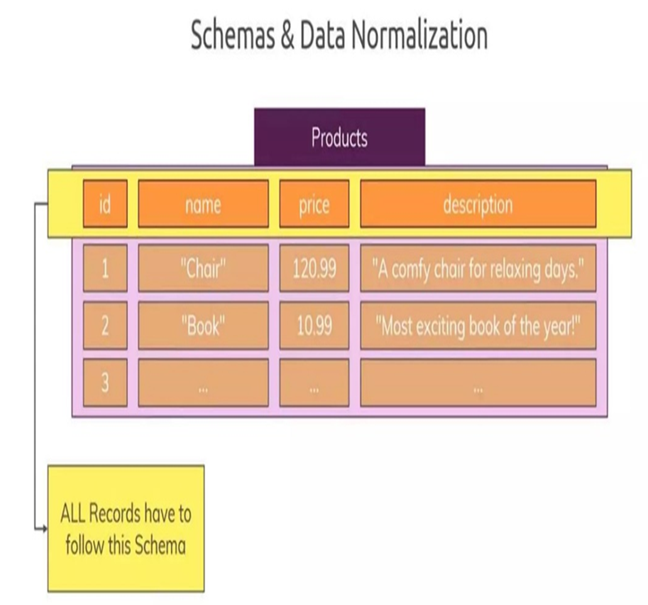 Schemas & Data Normalization
Products
id name price description
1 "Chair" 120.99 "A comfy chair for relaxing days."
2 "Book" 10.99 "Most exciting book of the year!"
3 ... ... ...
ALL Records have to
follow this Schema